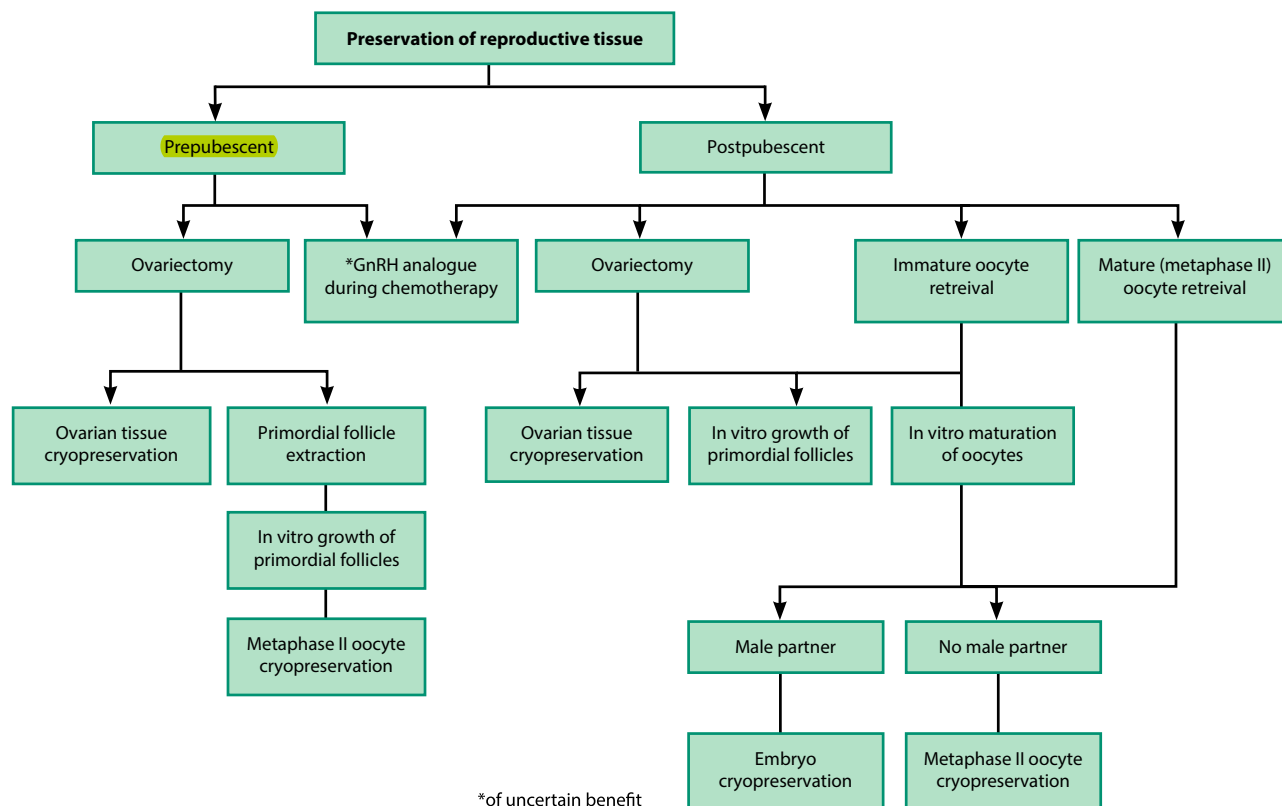 Preservation of reproductive tissue
Prepubescent
Postpubescent
Ovariectomy
*GnRH analogue
during chemotherapy
Ovariectomy
Immature oocyte
retreival
Mature (metaphase II)
oocyte retreival
Ovarian tissue
cryopreservation
Primordial follicle
extraction
Ovarian tissue
cryopreservation
In vitro growth of
primordial follicles
In vitro maturation
of oocytes
In vitro growth of
primordial follicles
Metaphase II oocyte
cryopreservation
Male partner
No male partner
Embryo
cryopreservation
Metaphase II oocyte
cryopreservation
*of uncertain benefit